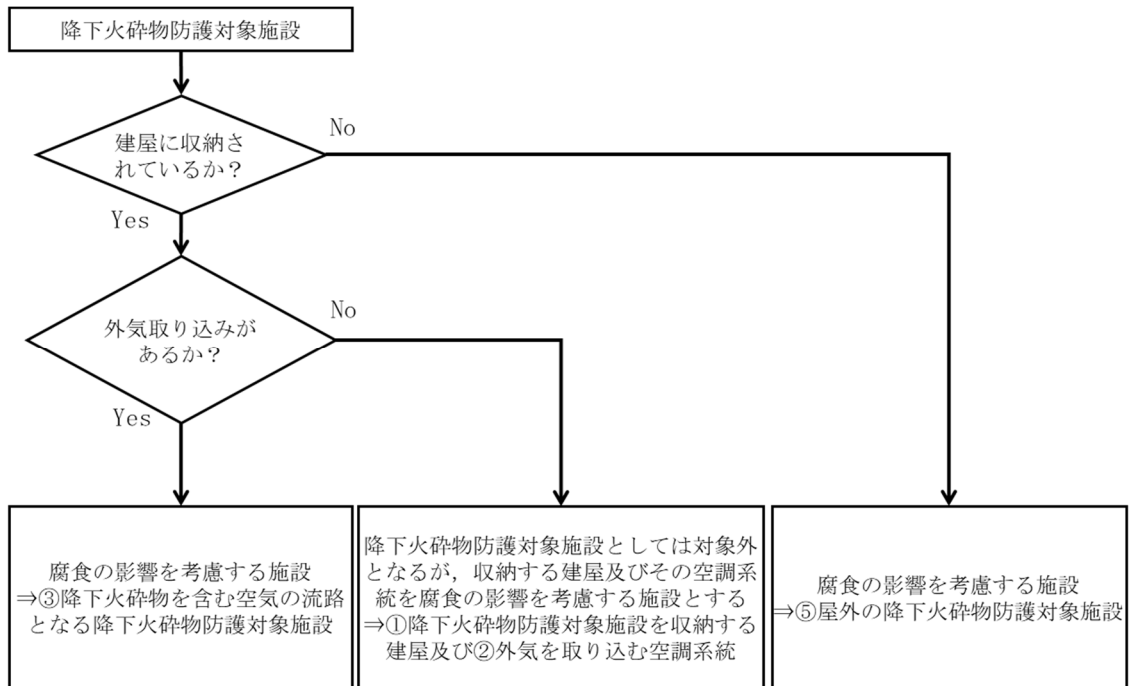 降下火砕物防護対象施設
建屋に収納さ
れているか？
No
Yes
外気取り込みが
あるか？
No
Yes
腐食の影響を考慮する施設
⇒③降下火砕物を含む空気の流路
となる降下火砕物防護対象施設
降下火砕物防護対象施設としては対象外
となるが，収納する建屋及びその空調系
統を腐食の影響を考慮する施設とする
⇒①降下火砕物防護対象施設を収納する
建屋及び②外気を取り込む空調系統
腐食の影響を考慮する施設
⇒⑤屋外の降下火砕物防護対象施設